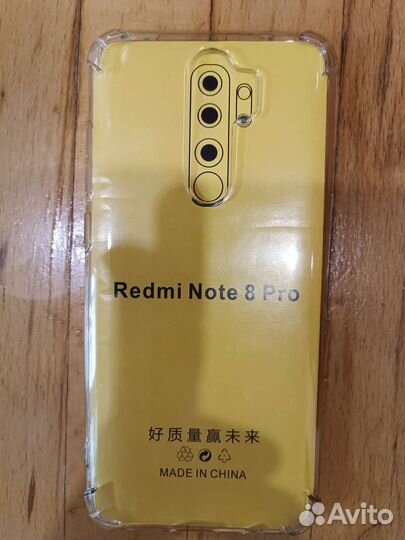 Redmi Note 8 Pro
好质量赢未来
MADE IN CHINA
Avito